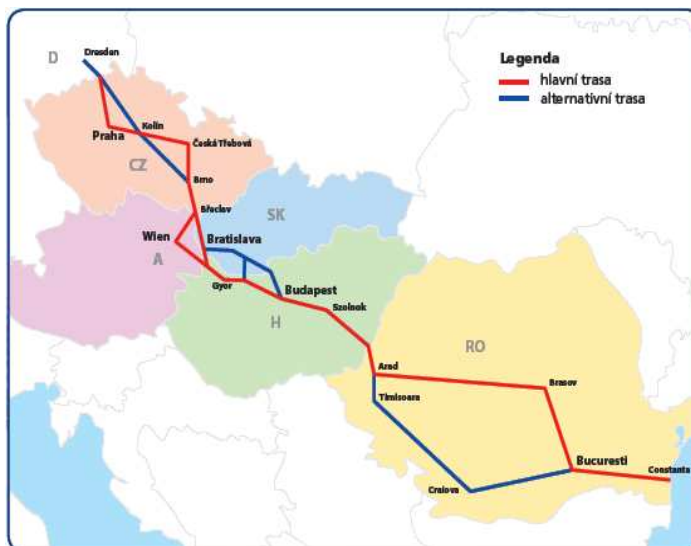 D
Dresden
Legenda
hlavní trasa
alternativní trasa
Praha
Kolín
Česká Třebová
CZ
Brno
Břeclav
SK
Wien
Bratislava
A
Gyor
Budapest
Szolnok
H
RO
Arad
Brasov
Timisoara
Bucuresti
Constanta
Craiova